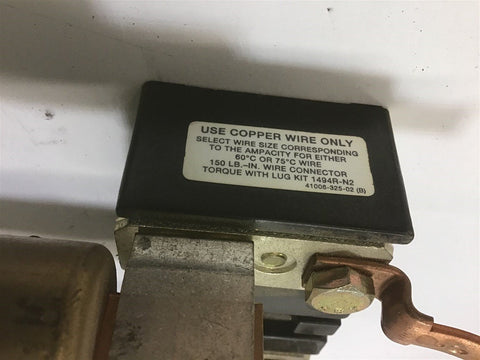 USE COPPER WIRE ONLY
SELECT WIRE SIZE CORRESPONDING
TO THE AMPACITY FOR EITHER
60°C OR 75°C WIRE
150 LB.-IN. WIRE CONNECTOR
TORQUE WITH LUG KIT 1494R-N2
41008-325-02 (B)